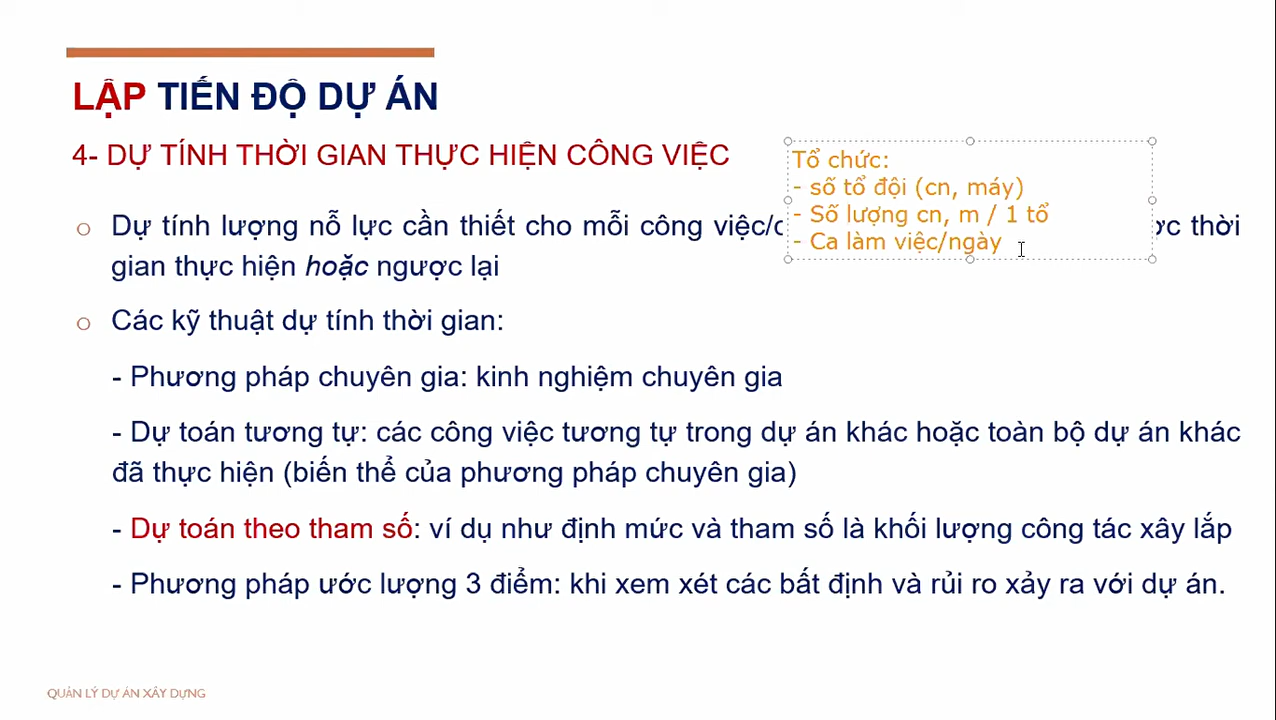 LẬP TIẾN ĐỘ DỰ ÁN
4- DỰ TÍNH THỜI GIAN THỰC HIỆN CÔNG VIỆC
Tổ chức:
- số tổ đội (cn, máy)
- Số lượng cn, m / 1 tổ
- Ca làm việc/ngày
o Dự tính lượng nỗ lực cần thiết cho mỗi công việc/ thời
gian thực hiện hoặc ngược lại
o Các kỹ thuật dự tính thời gian:
- Phương pháp chuyên gia: kinh nghiệm chuyên gia
- Dự toán tương tự: các công việc tương tự trong dự án khác hoặc toàn bộ dự án khác
đã thực hiện (biến thể của phương pháp chuyên gia)
- Dự toán theo tham số: ví dụ như định mức và tham số là khối lượng công tác xây lắp
- Phương pháp ước lượng 3 điểm: khi xem xét các bất định và rủi ro xảy ra với dự án.
QUẢN LÝ DỰ ÁN XÂY DỰNG